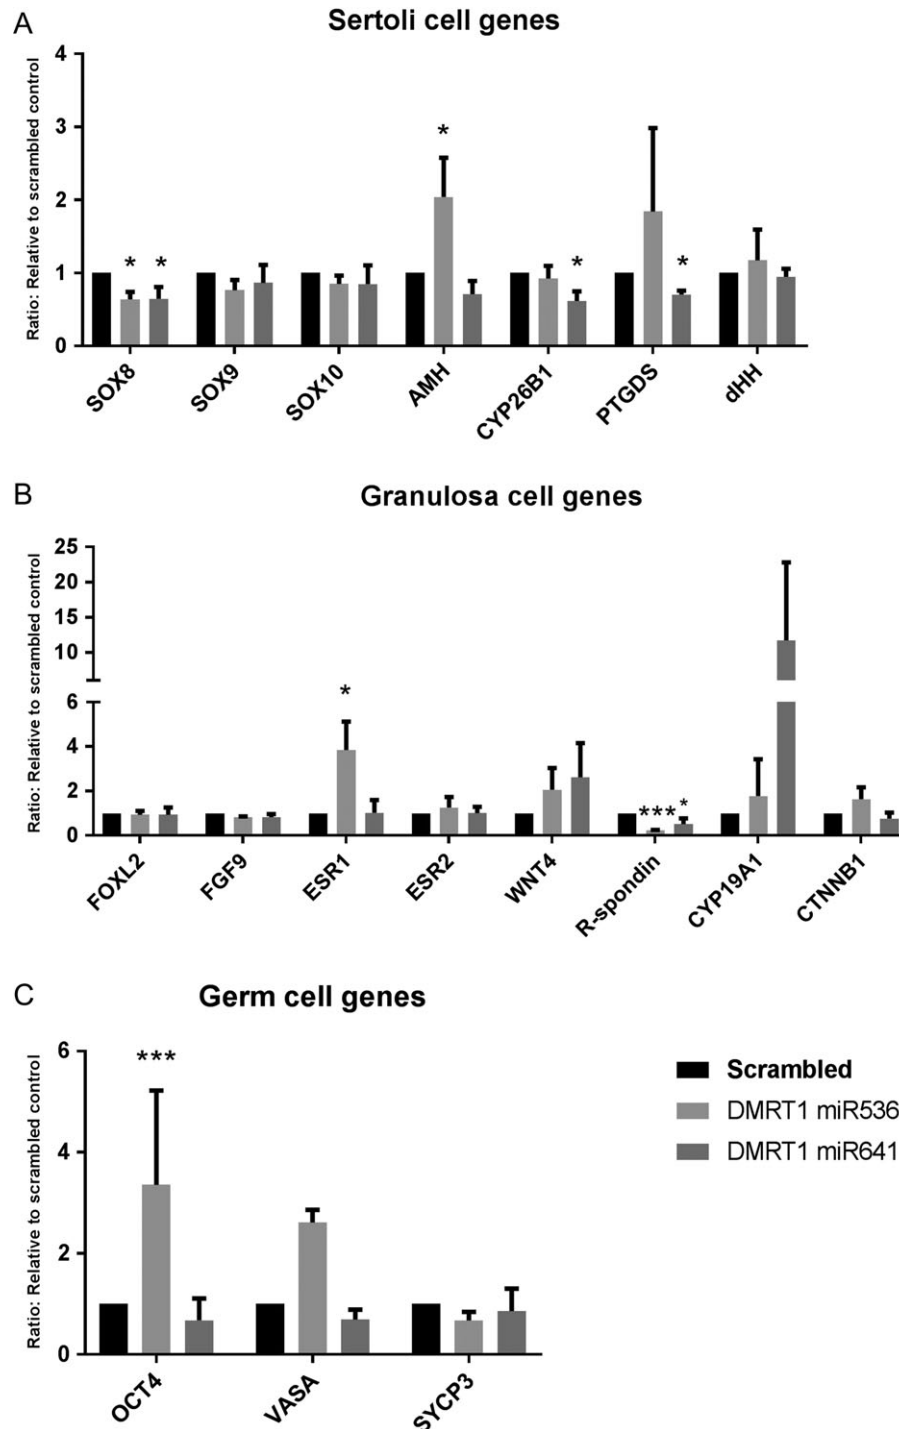 A
Sertoli cell genes
Ratio: Relative to scrambled control
4
3
2
1
0
*
*
*
*
*
SOX8
SOX9
SOX10
AMH
CYP26B1
PTGDS
dHH
B
Granulosa cell genes
Ratio: Relative to scrambled control
25
20
15
10
6
4
2
0
*
***
*
FOXL2
FGF9
ESR1
ESR2
WNT4
R-spondin
CYP19A1
CTNNB1
C
Germ cell genes
Ratio: Relative to scrambled control
6
4
2
0
***
OCT4
VASA
SYCP3
Scrambled
DMRT1 miR536
DMRT1 miR641